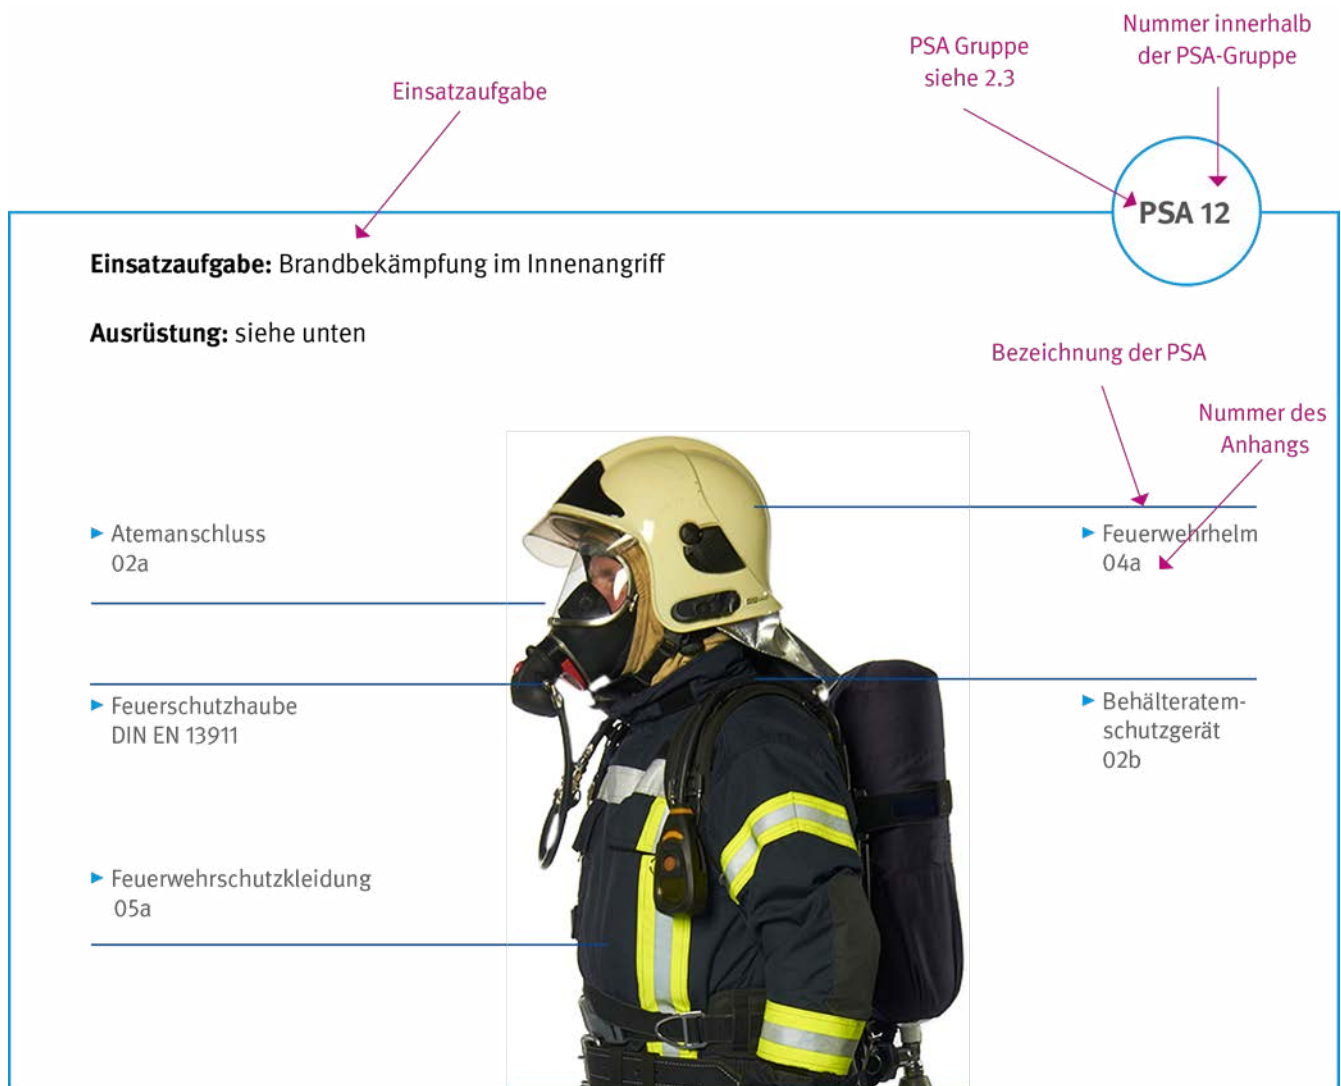 Nummer innerhalb
der PSA-Gruppe
PSA Gruppe
siehe 2.3
Einsatzaufgabe
PSA 12
Einsatzaufgabe: Brandbekämpfung im Innenangriff
Ausrüstung: siehe unten
Bezeichnung der PSA
Nummer des
Anhangs
Atemanschluss
02a
Feuerwehrhelm
04a
Feuerschutzhaube
DIN EN 13911
Behälteratem-
schutzgerät
02b
Feuerwehrschutzkleidung
05a